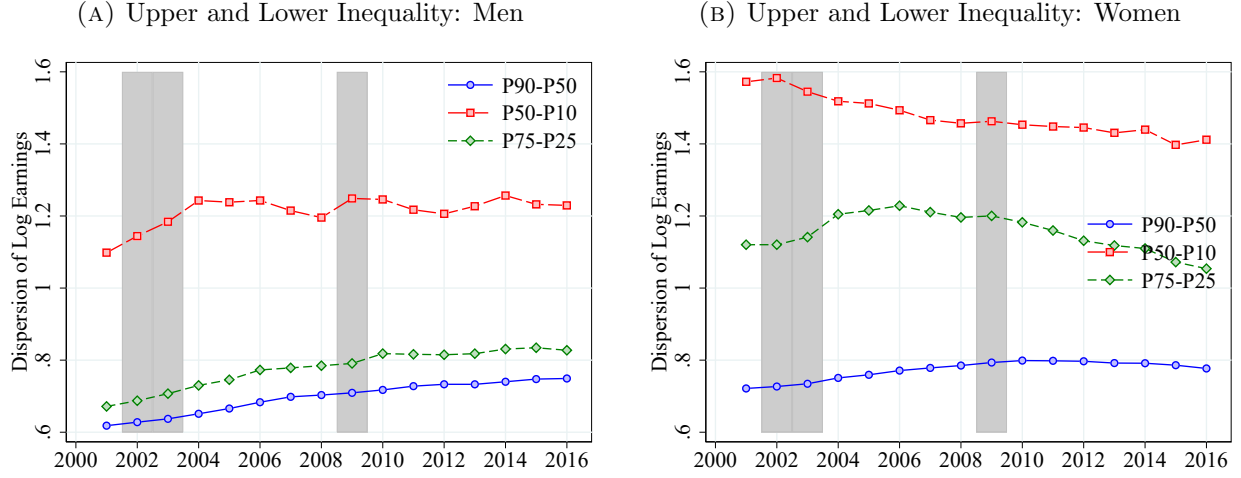 (A) Upper and Lower Inequality: Men
Dispersion of Log Earnings
1.6
1.4
1.2
1
.8
.6
P90-P50
P50-P10
P75-P25
2000 2002 2004 2006 2008 2010 2012 2014 2016
(B) Upper and Lower Inequality: Women
Dispersion of Log Earnings
1.6
1.4
1.2
1
.8
.6
P90-P50
P50-P10
P75-P25
2000 2002 2004 2006 2008 2010 2012 2014 2016